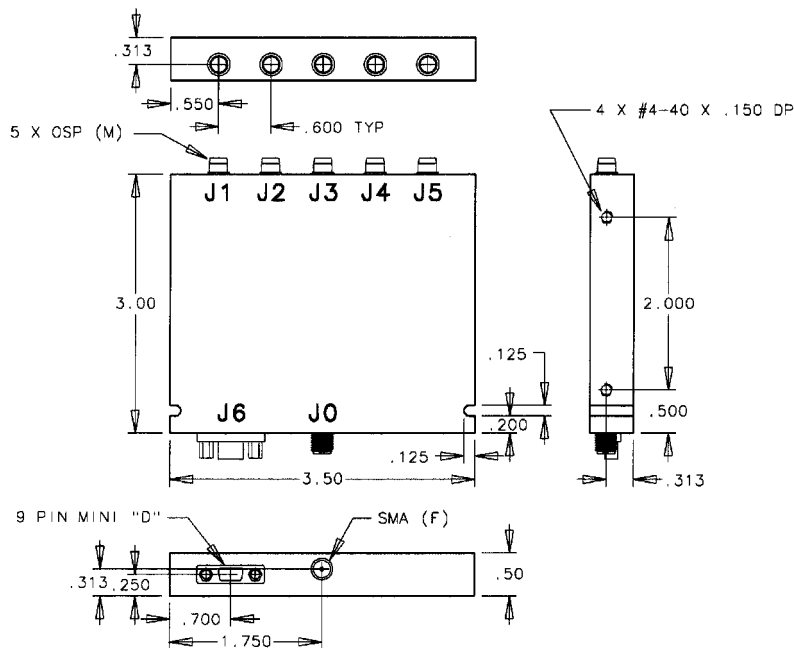 .313
.550
.600 TYP
4 X #4-40 X .150 DP
5 X OSP (M)
J1 J2 J3 J4 J5
3.00
2.000
.125
J6 J0
.200
.500
.125
3.50
.313
9 PIN MINI "D"
SMA (F)
.313
.250
.50
.700
1.750